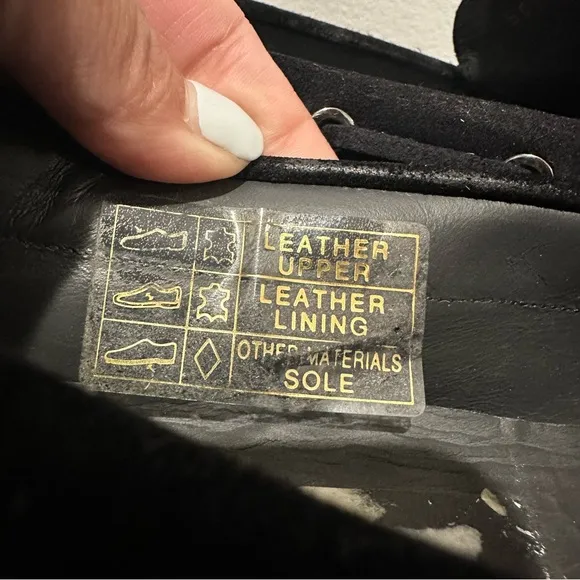 LEATHER
UPPER
LEATHER
LINING
OTHER MATERIALS
SOLE